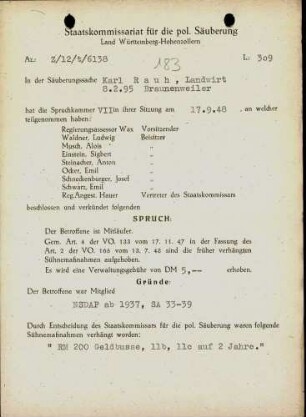 Staatskommissariat für die pol. Säuberung
Land Württemberg-Hohenzollern
Az: Z/12/t/6138 L: 309
183
In der Säuberungssache Karl Rauh, Landwirt
8.2.95 Braunenweiler
hat die Spruchkammer VII in ihrer Sitzung am 17.9.48 an welcher
teilgenommen haben:
Regierungsassessor Wax Vorsitzender
Waldner, Ludwig Beisitzer
Musch, Alois "
Einstein, Sigbert "
Steinacher, Anton "
Ocker, Emil "
Schneckenburger, Josef "
Schwarz, Emil "
Reg.Angest. Heuer Vertreter des Staatskommissars
beschlossen und verkündet folgenden
SPRUCH:
Der Betroffene ist Mitläufer.
Gem. Art. 4 der VO. 133 vom 17. 11. 47 in der Fassung des
Art. 2 der VO. 165 vom 13. 7. 48 sind die früher verhängten
Sühnemaßnahmen aufgehoben.
Es wird eine Verwaltungsgebühr von DM 5,-- erhoben.
Gründe:
Der Betroffene war Mitglied
NSDAP ab 1937, SA 33-39
Durch Entscheidung des Staatskommissars für die pol. Säuberung waren folgende
Sühnemaßnahmen verhängt worden:
" RM 200 Geldbusse, 11b, 11c auf 2 Jahre."